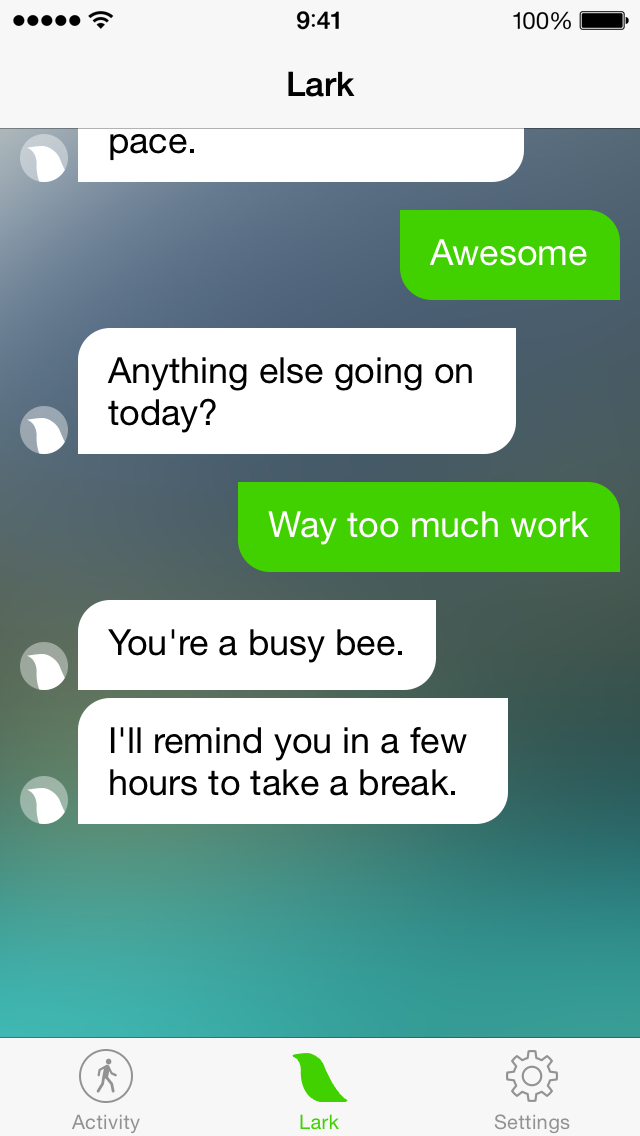 9:41
100%
Lark
pace.
Awesome
Anything else going on
today?
Way too much work
You're a busy bee.
I'll remind you in a few
hours to take a break.
Activity
Lark
Settings